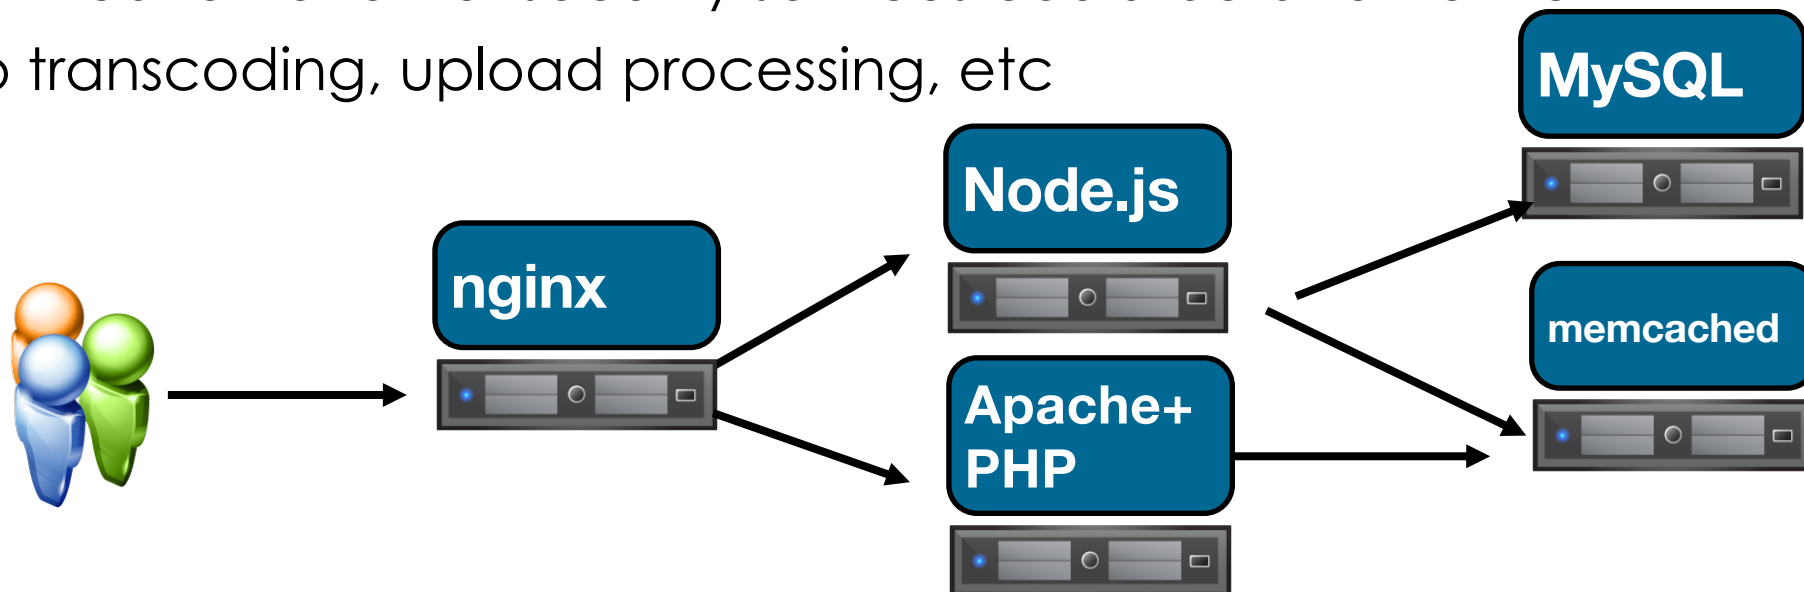 transcoding, upload processing, etc
MySQL
Node.js
nginx
memcached
Apache+
PHP